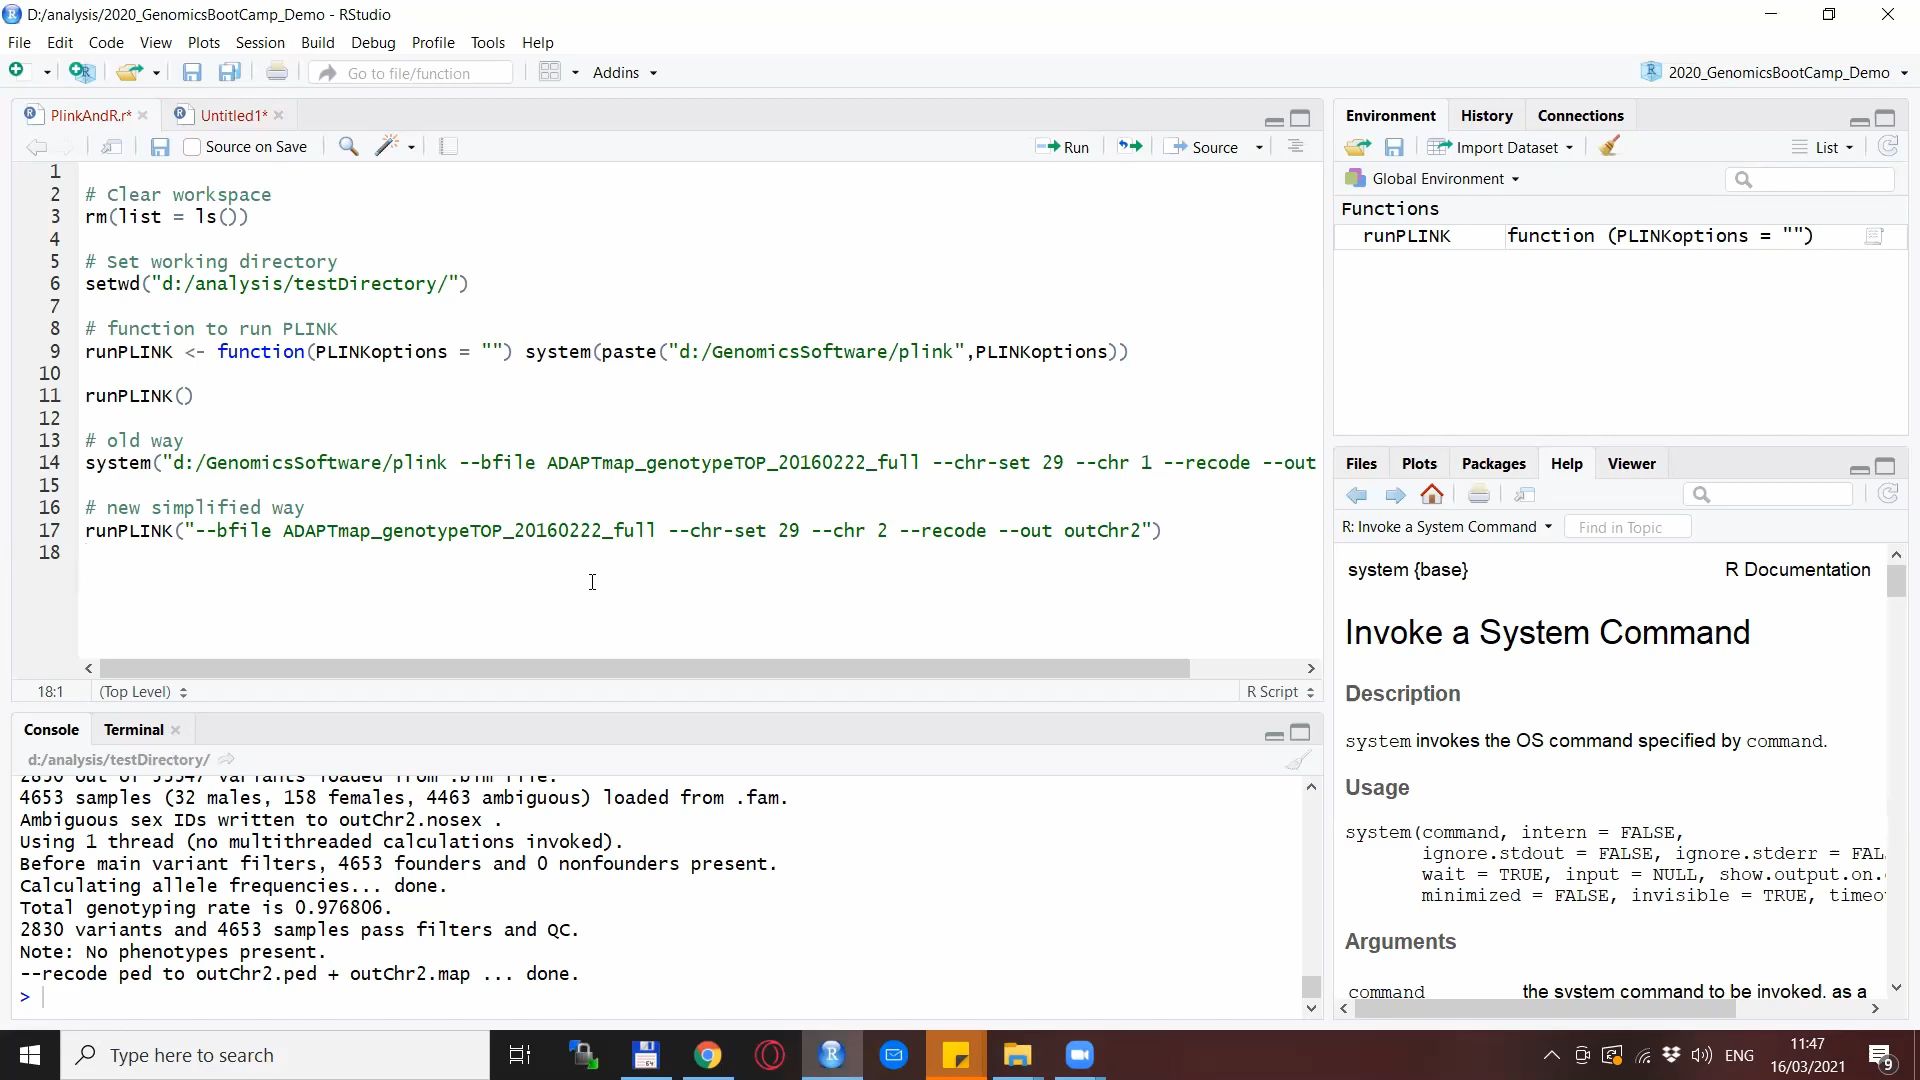 D:/analysis/2020_GenomicsBootCamp_Demo - RStudio
File Edit Code View Plots Session Build Debug Profile Tools Help
Go to file/function Addins 2020_GenomicsBootCamp_Demo
PlinkAndR.r* Untitled1*
Source on Save Run Source
1
2 # Clear workspace
3 rm(list = ls())
4
5 # Set working directory
6 setwd("d:/analysis/testDirectory/")
7
8 # function to run PLINK
9 runPLINK <- function(PLINKoptions = "") system(paste("d:/GenomicsSoftware/plink",PLINKoptions))
10
11 runPLINK()
12
13 # old way
14 system("d:/GenomicsSoftware/plink --bfile ADAPTmap_genotypeTOP_20160222_full --chr-set 29 --chr 1 --recode --out
15
16 # new simplified way
17 runPLINK("--bfile ADAPTmap_genotypeTOP_20160222_full --chr-set 29 --chr 2 --recode --out outChr2")
18
18:1 (Top Level) R Script
Console Terminal
d:/analysis/testDirectory/
2830 out of 53347 variants loaded from .bim file.
4653 samples (32 males, 158 females, 4463 ambiguous) loaded from .fam.
Ambiguous sex IDs written to outChr2.nosex .
Using 1 thread (no multithreaded calculations invoked).
Before main variant filters, 4653 founders and 0 nonfounders present.
Calculating allele frequencies... done.
Total genotyping rate is 0.976806.
2830 variants and 4653 samples pass filters and QC.
Note: No phenotypes present.
--recode ped to outChr2.ped + outChr2.map ... done.
>
Environment History Connections
Import Dataset List
Global Environment
Functions
runPLINK function (PLINKoptions = "")
Files Plots Packages Help Viewer
R: Invoke a System Command Find in Topic
system {base} R Documentation
Invoke a System Command
Description
system invokes the OS command specified by command.
Usage
system(command, intern = FALSE,
ignore.stdout = FALSE, ignore.stderr = FAL
wait = TRUE, input = NULL, show.output.on.
minimized = FALSE, invisible = TRUE, timeo
Arguments
command the system command to be invoked, as a
Type here to search ENG 11:47
16/03/2021 9